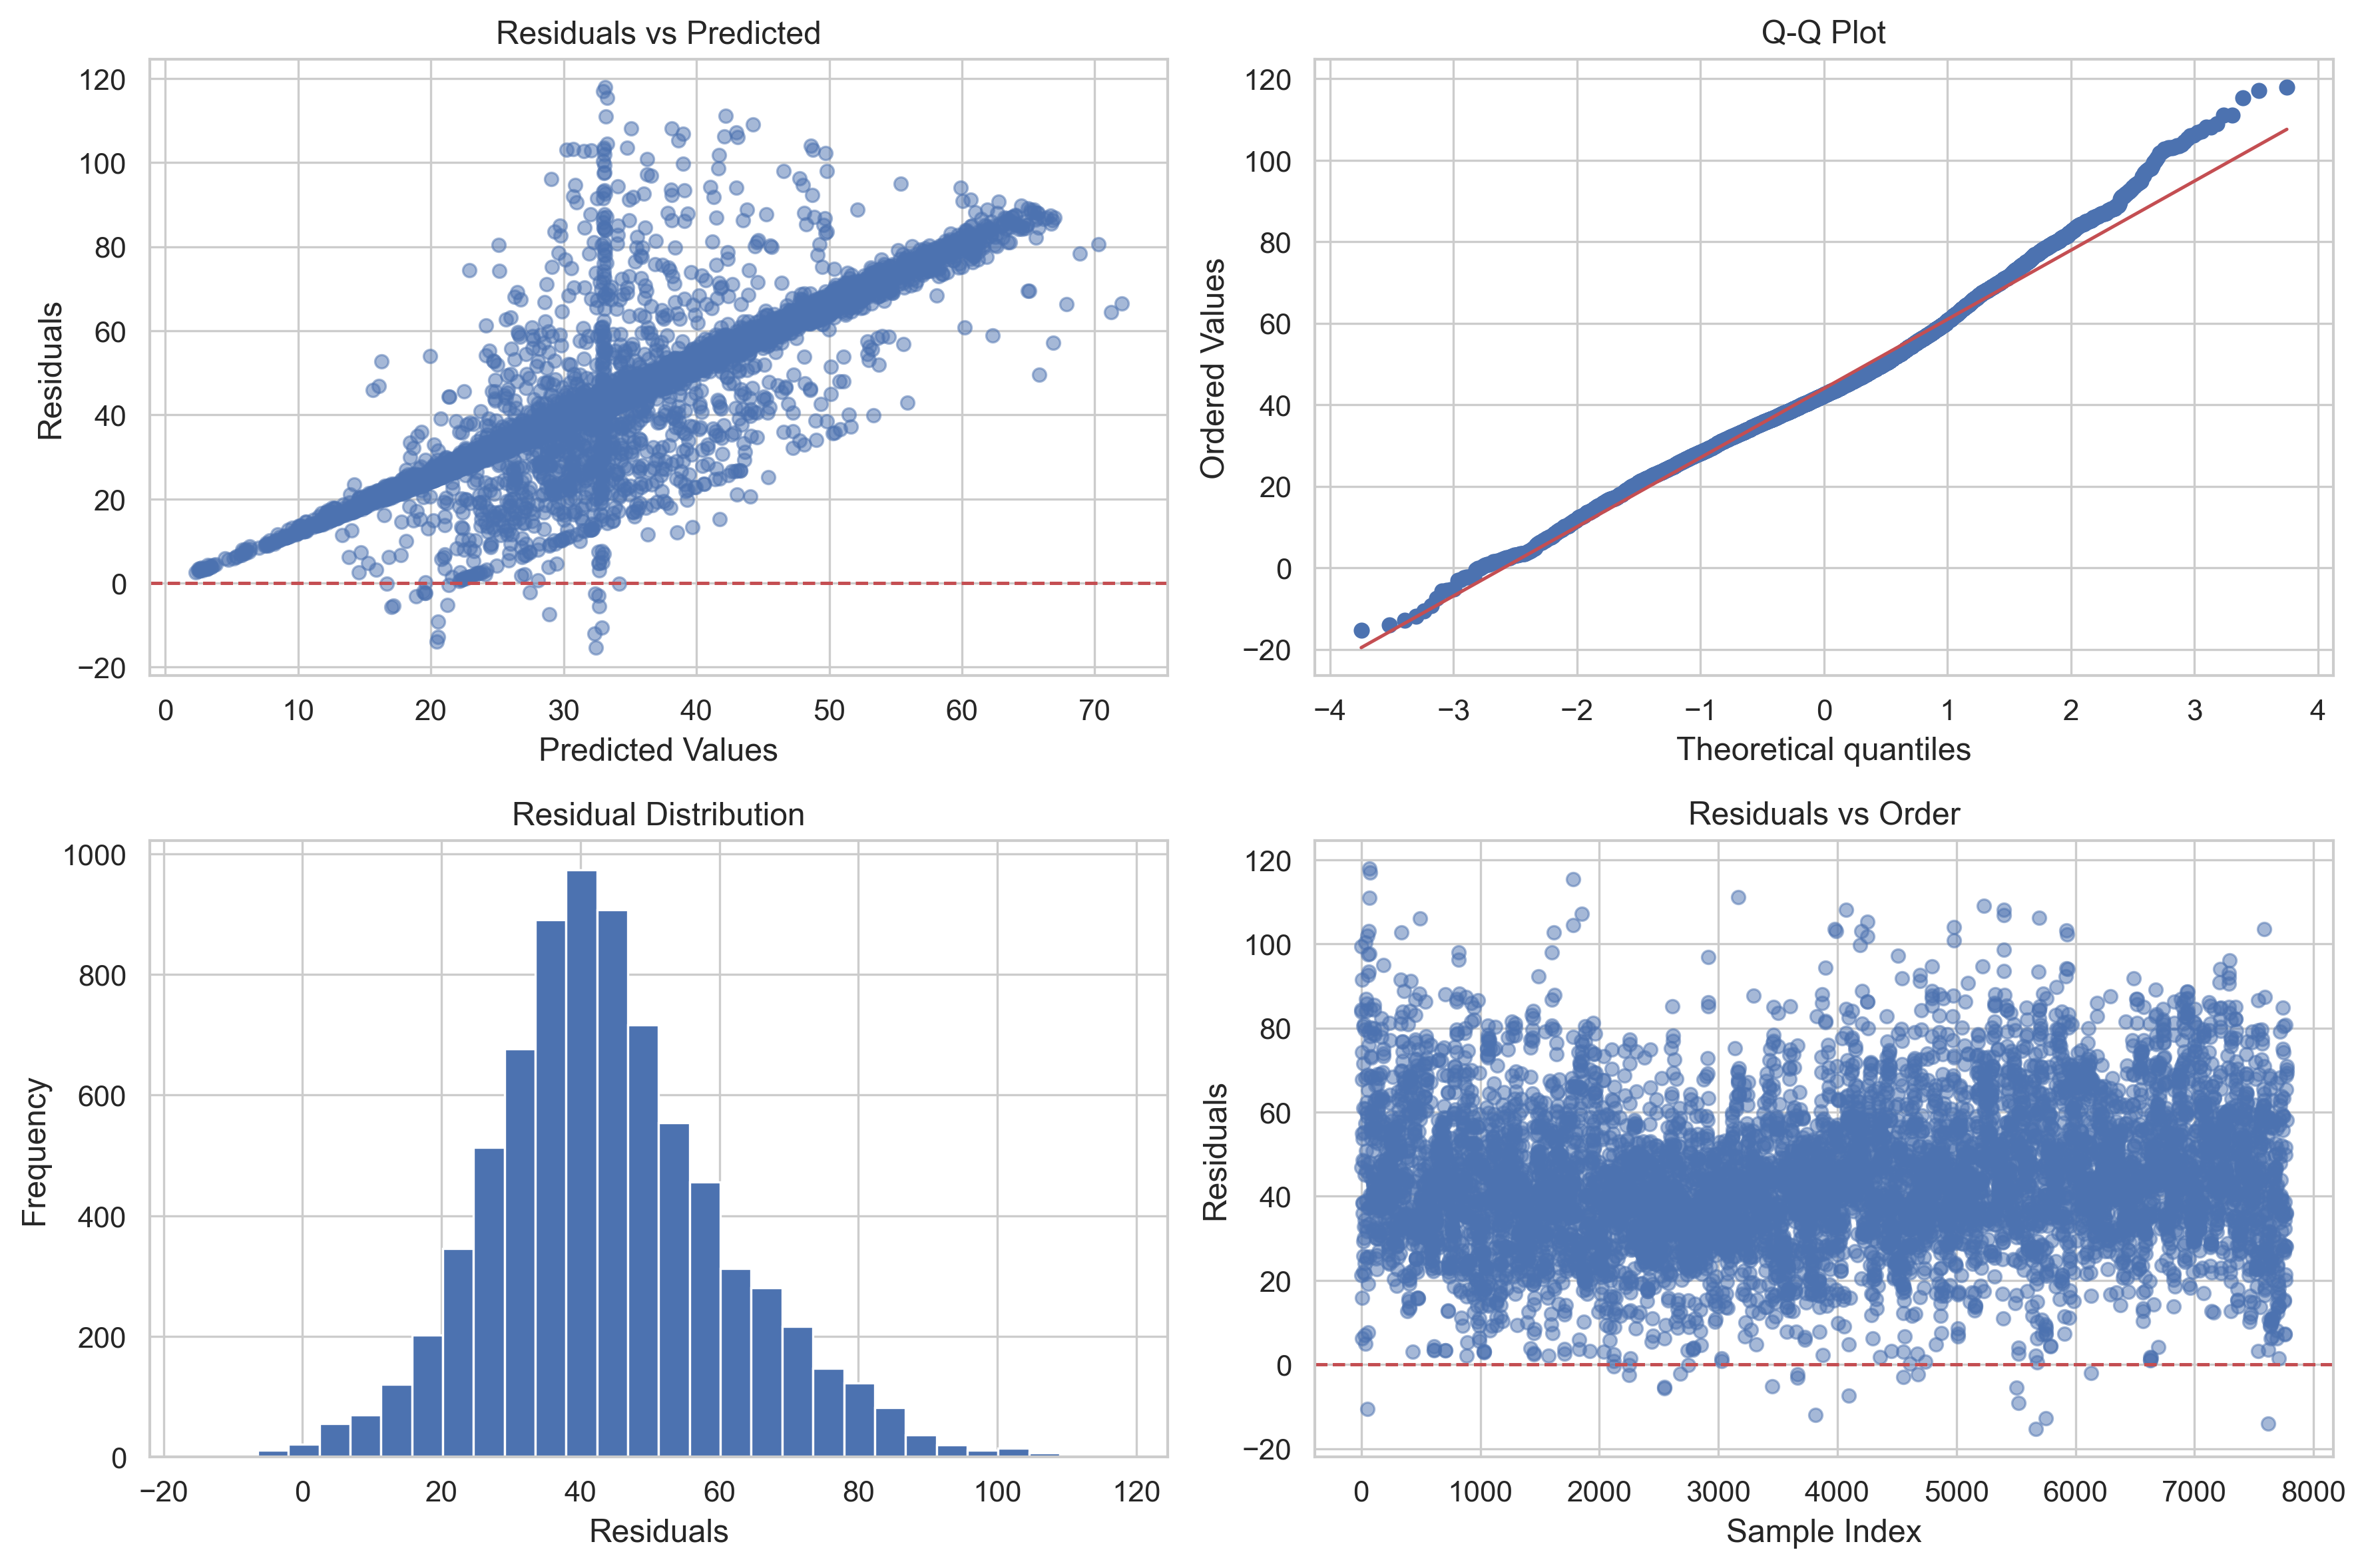 Residuals vs Predicted
Residuals
120
100
80
60
40
20
0
−20
0 10 20 30 40 50 60 70
Predicted Values
Q-Q Plot
Ordered Values
120
100
80
60
40
20
0
−20
−4 −3 −2 −1 0 1 2 3 4
Theoretical quantiles
Residual Distribution
Frequency
1000
800
600
400
200
0
−20 0 20 40 60 80 100 120
Residuals
Residuals vs Order
Residuals
120
100
80
60
40
20
0
−20
0 1000 2000 3000 4000 5000 6000 7000 8000
Sample Index